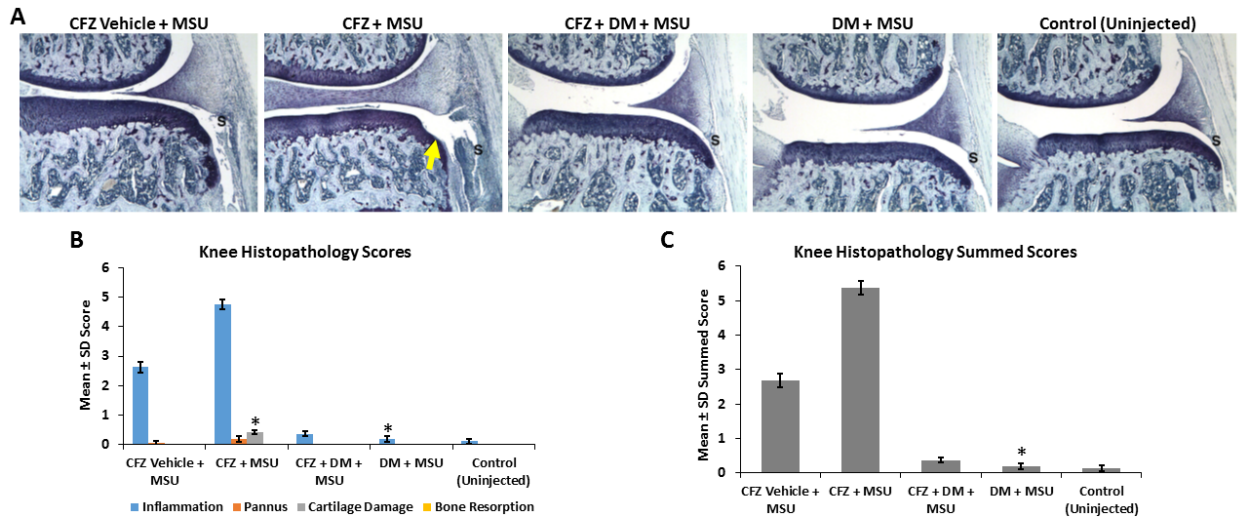 A
CFZ Vehicle + MSU
CFZ + MSU
CFZ + DM + MSU
DM + MSU
Control (Uninjected)
S
S
S
S
S
B
Knee Histopathology Scores
Mean ± SD Score
6
5
4
3
2
1
0
*
*
CFZ Vehicle +
MSU
CFZ + MSU
CFZ + DM +
MSU
DM + MSU
Control
(Uninjected)
Inflammation
Pannus
Cartilage Damage
Bone Resorption
C
Knee Histopathology Summed Scores
Mean ± SD Summed Score
6
5
4
3
2
1
0
*
CFZ Vehicle +
MSU
CFZ + MSU
CFZ + DM +
MSU
DM + MSU
Control
(Uninjected)